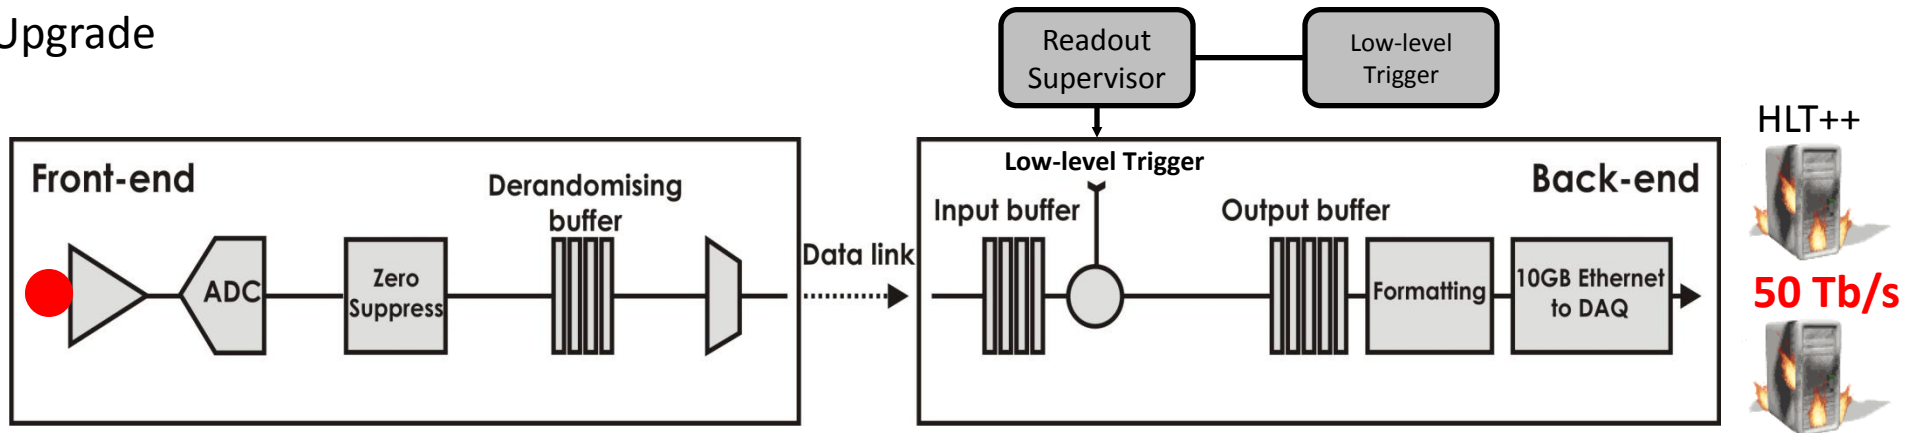 Upgrade
Readout
Supervisor
Low-level
Trigger
HLT++
Front-end
Derandomising
buffer
ADC
Zero
Suppress
Data link
Low-level Trigger
Back-end
Input buffer
Output buffer
Formatting
10GB Ethernet
to DAQ
50 Tb/s